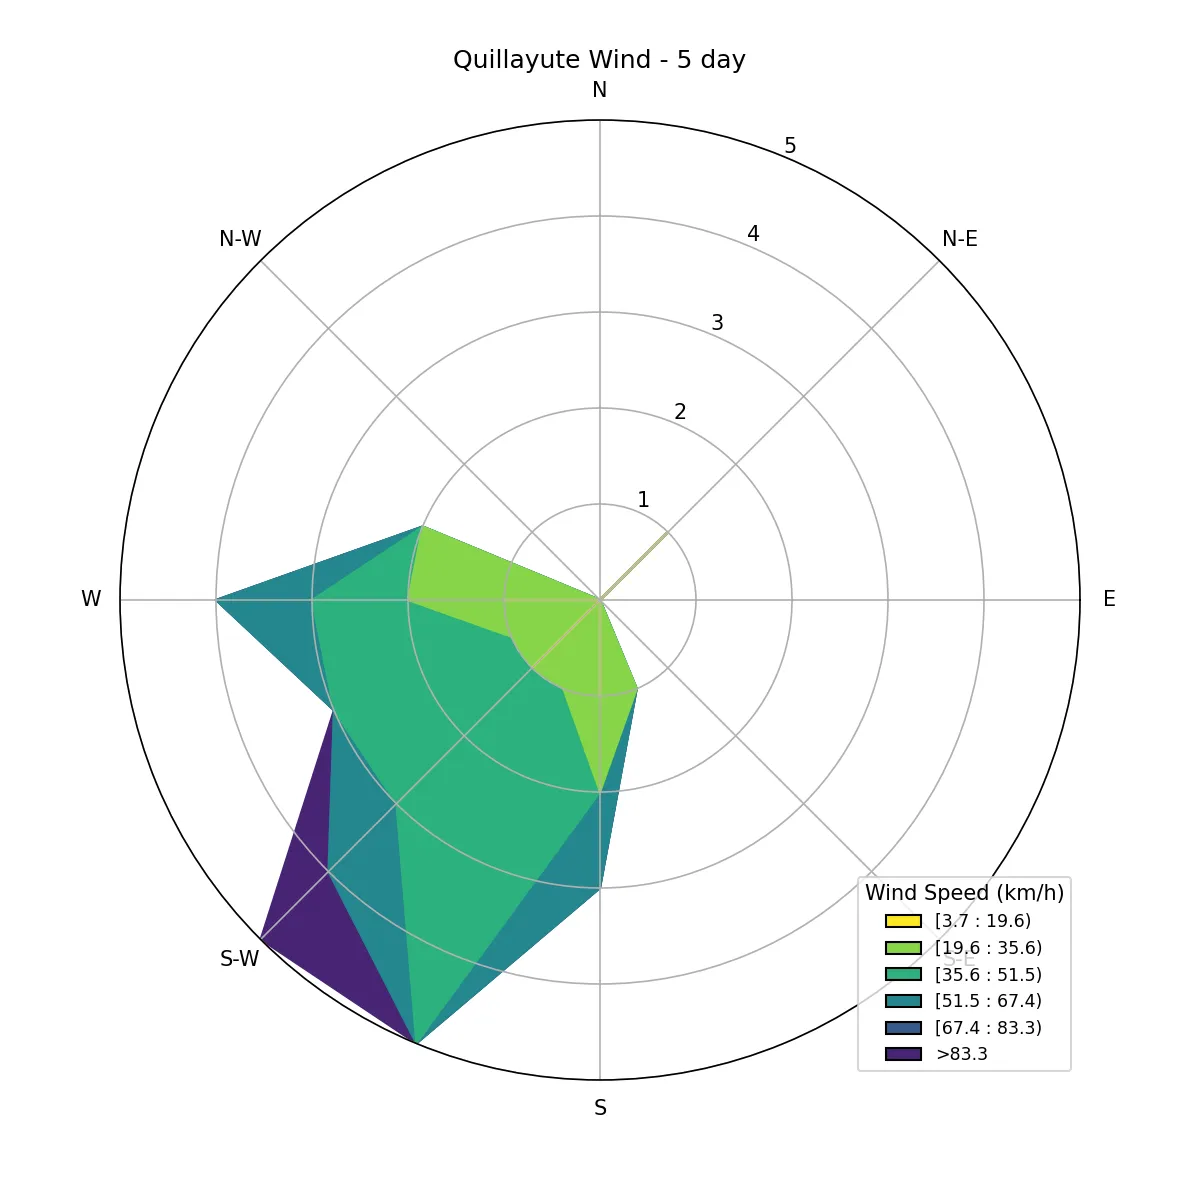 Quillayute Wind - 5 day
N
5
N-W
4
N-E
3
2
1
W
E
S-W
S-E
S
Wind Speed (km/h)
[3.7 : 19.6)
[19.6 : 35.6)
[35.6 : 51.5)
[51.5 : 67.4)
[67.4 : 83.3)
>83.3